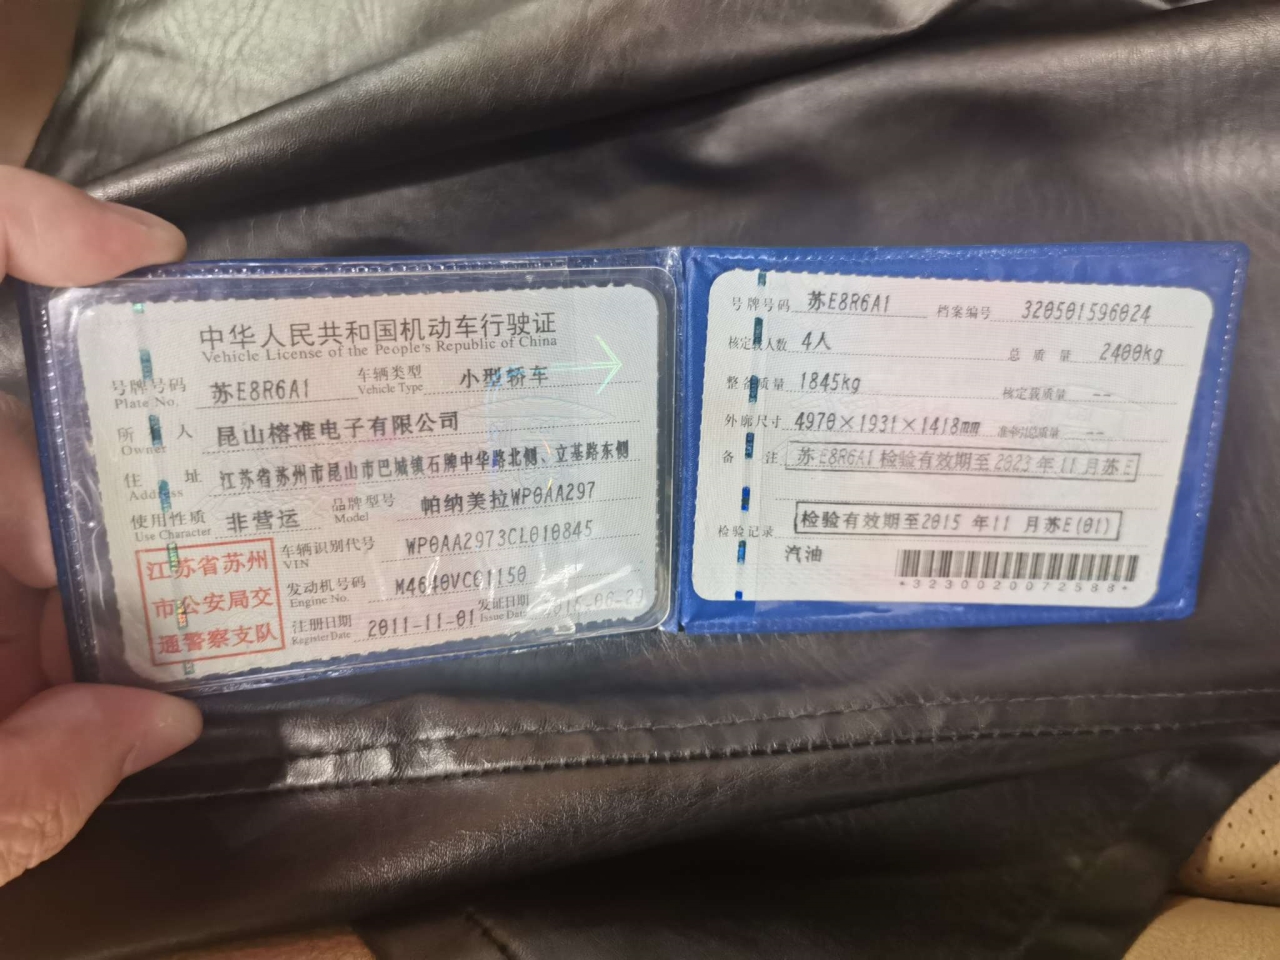 中华人民共和国机动车行驶证
Vehicle License of the People's Republic of China
号牌号码 苏E8R6A1 车辆类型 小型轿车
Plate No. Vehicle Type
所有人 昆山榕准电子有限公司
Owner
住址 江苏省苏州市昆山市巴城镇石牌中华路北侧、立基路东侧
Address
使用性质 非营运 品牌型号 帕纳美拉WP0AA297
Use Character Model
江苏省苏州
市公安局交
通警察支队
车辆识别代号 WP0AA2973CL010845
VIN
发动机号码 M4640VC01150
Engine No.
注册日期 2011-11-01 发证日期
Register Date Issue Date
号牌号码 苏E8R6A1 档案编号 320501596024
核定载人数 4人 总质量 2400kg
整备质量 1845kg 核定载质量 --
外廓尺寸 4970×1931×1418mm 准牵引总质量 --
备注 苏E8R6A1 检验有效期至2023年11月苏E
检验记录 检验有效期至2015年11月苏E(01)
汽油
*3230020072588*